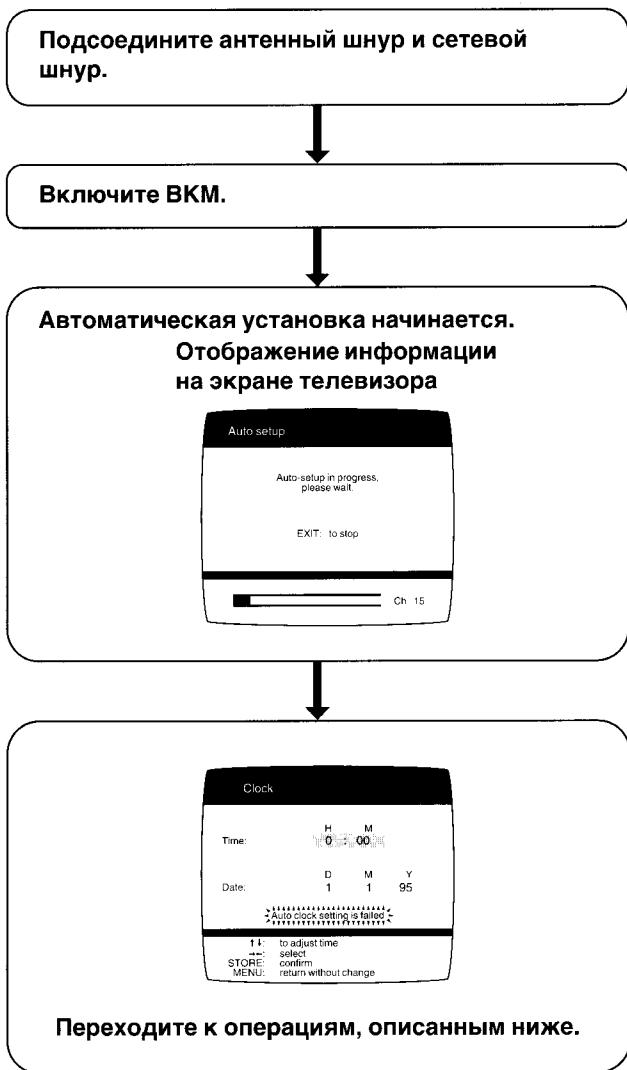 Подсоедините антенный шнур и сетевой
шнур.
Включите ВКМ.
Автоматическая установка начинается.
Отображение информации
на экране телевизора
Auto setup
Auto-setup in progress,
please wait.
EXIT: to stop
Ch 15
Clock
H M
Time: 0 : 00
D M Y
Date: 1 1 95
Auto clock setting is failed
↑↓: to adjust time
→←: select
STORE: confirm
MENU: return without change
Переходите к операциям, описанным ниже.